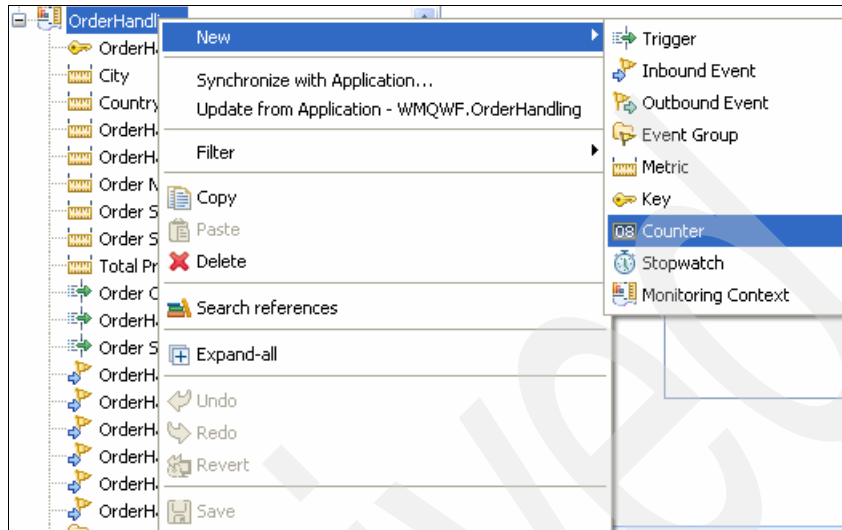 OrderHandli
OrderH
City
Country
OrderH
OrderH
Order N
Order S
Order S
Total Pr
Order C
OrderH
Order S
OrderH
OrderH
OrderH
OrderH
OrderH
OrderH
New
Synchronize with Application...
Update from Application - WMQWF.OrderHandling
Filter
Copy
Paste
Delete
Search references
Expand-all
Undo
Redo
Revert
Save
Trigger
Inbound Event
Outbound Event
Event Group
Metric
Key
08 Counter
Stopwatch
Monitoring Context